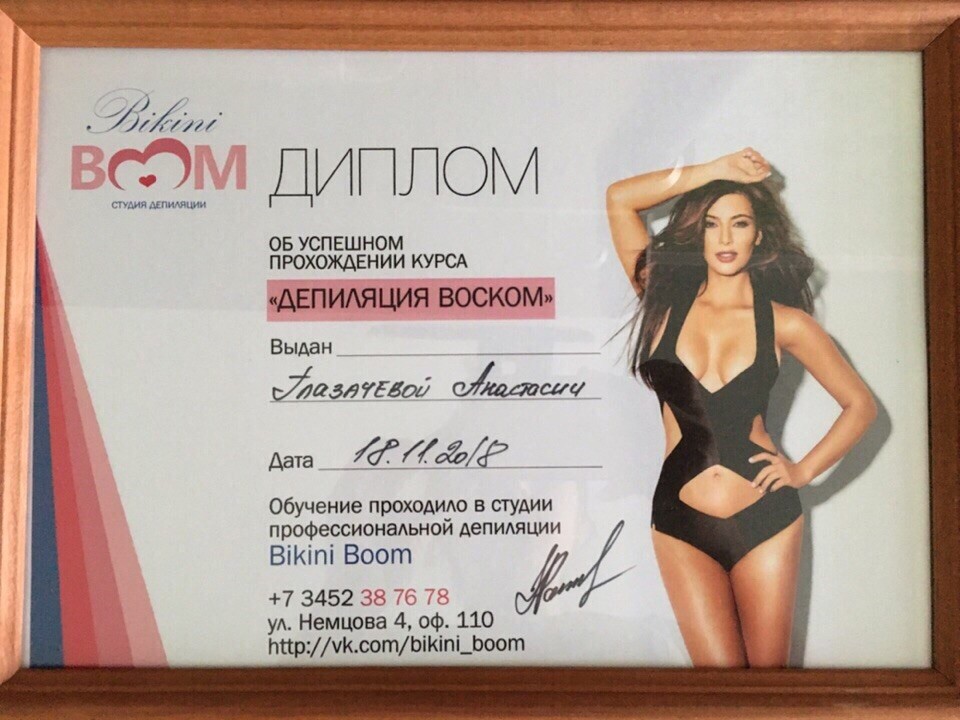 Bikini
BOOM
СТУДИЯ ДЕПИЛЯЦИИ
ДИПЛОМ
ОБ УСПЕШНОМ
ПРОХОЖДЕНИИ КУРСА
«ДЕПИЛЯЦИЯ ВОСКОМ»
Выдан
Глазачевой Анастасии
Дата 18.11.2018
Обучение проходило в студии
профессиональной депиляции
Bikini Boom
+7 3452 38 76 78
ул. Немцова 4, оф. 110
http://vk.com/bikini_boom